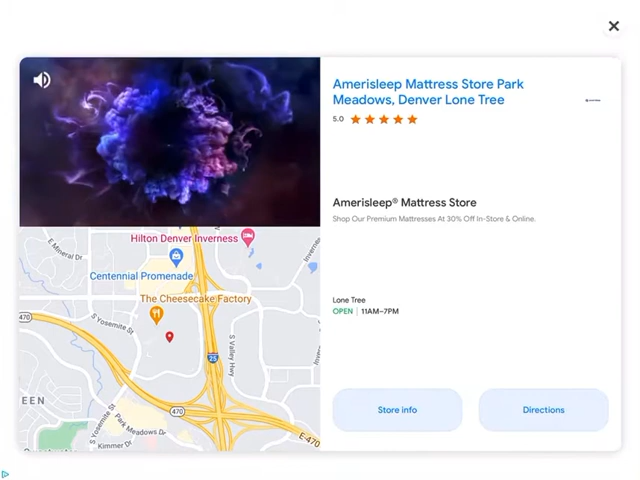 Amerisleep Mattress Store Park
Meadows, Denver Lone Tree
5.0
Amerisleep® Mattress Store
Shop Our Premium Mattresses At 30% Off In-Store & Online.
Lone Tree
OPEN | 11AM–7PM
Store info
Directions
Hilton Denver Inverness
E Mineral Dr
Centennial Promenade
The Cheesecake Factory
470
S Yosemite St
S Valley Hwy
25
EEN
470
S Yosemite St
Park Meadows Dr
Kimmer Dr
E-470